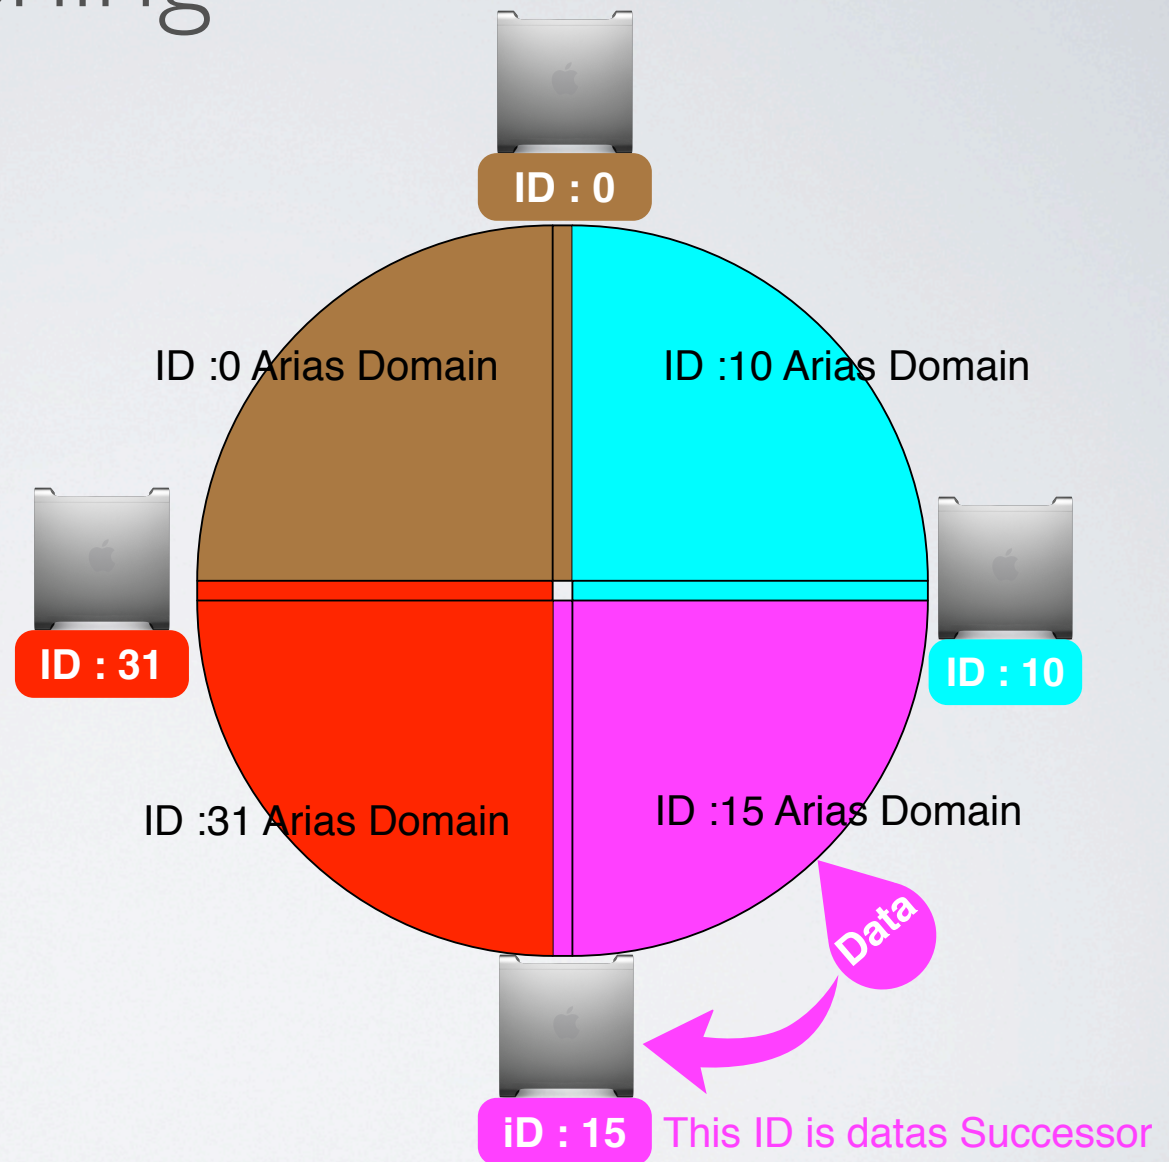 ID : 0
ID :0 Arias Domain
ID :10 Arias Domain
ID : 31
ID : 10
ID :31 Arias Domain
ID :15 Arias Domain
Data
iD : 15
This ID is datas Successor